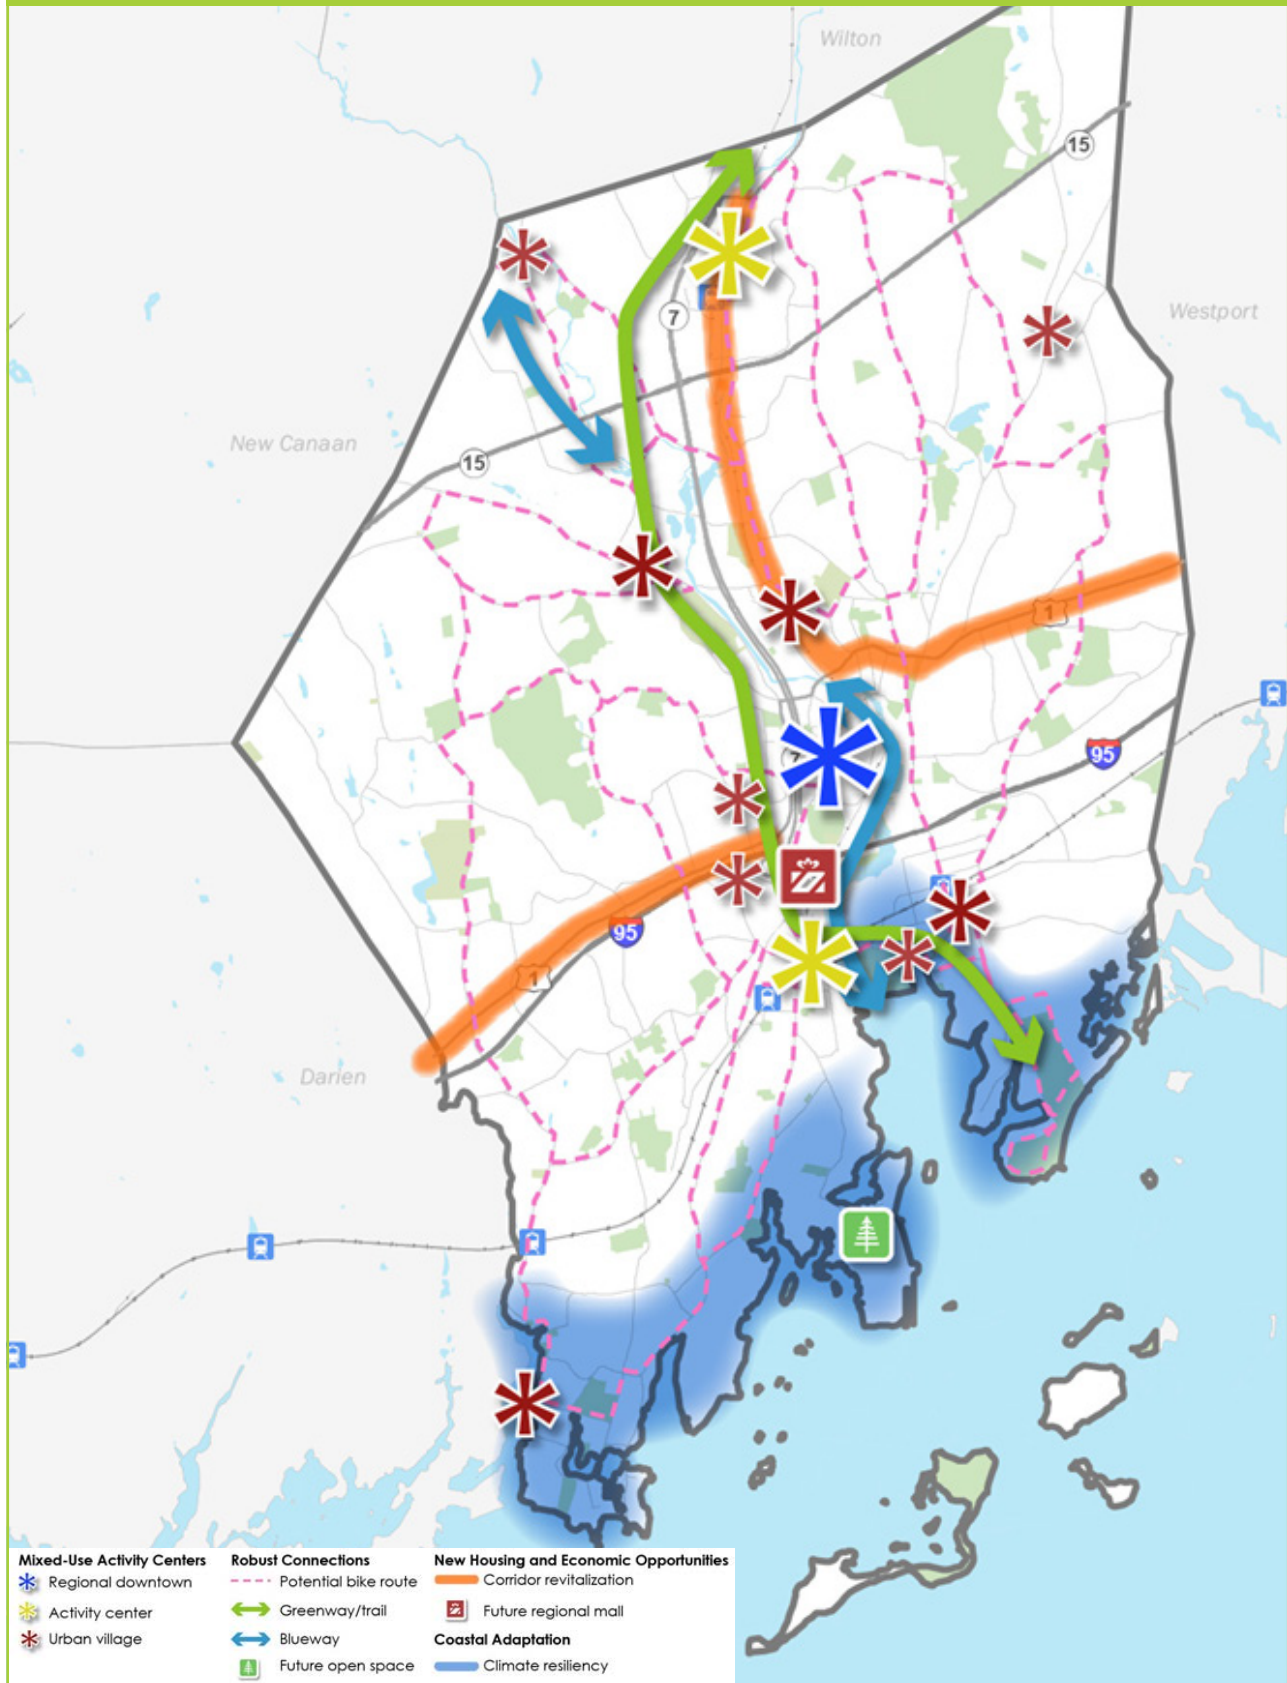 Wilton
15
Westport
7
New Canaan
15
1
7
95
95
1
Darien
Mixed-Use Activity Centers
Regional downtown
Activity center
Urban village
Robust Connections
Potential bike route
Greenway/trail
Blueway
Future open space
New Housing and Economic Opportunities
Corridor revitalization
Future regional mall
Coastal Adaptation
Climate resiliency